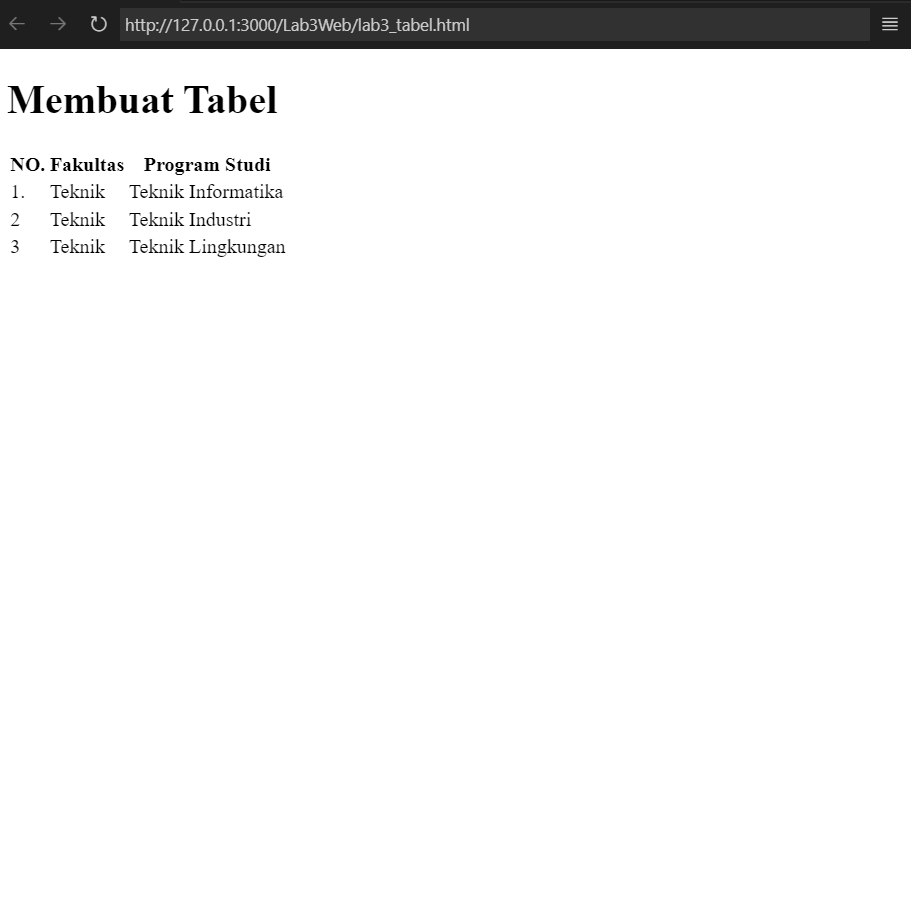 http://127.0.0.1:3000/Lab3Web/lab3_tabel.html
Membuat Tabel
NO. Fakultas Program Studi
1. Teknik Teknik Informatika
2 Teknik Teknik Industri
3 Teknik Teknik Lingkungan